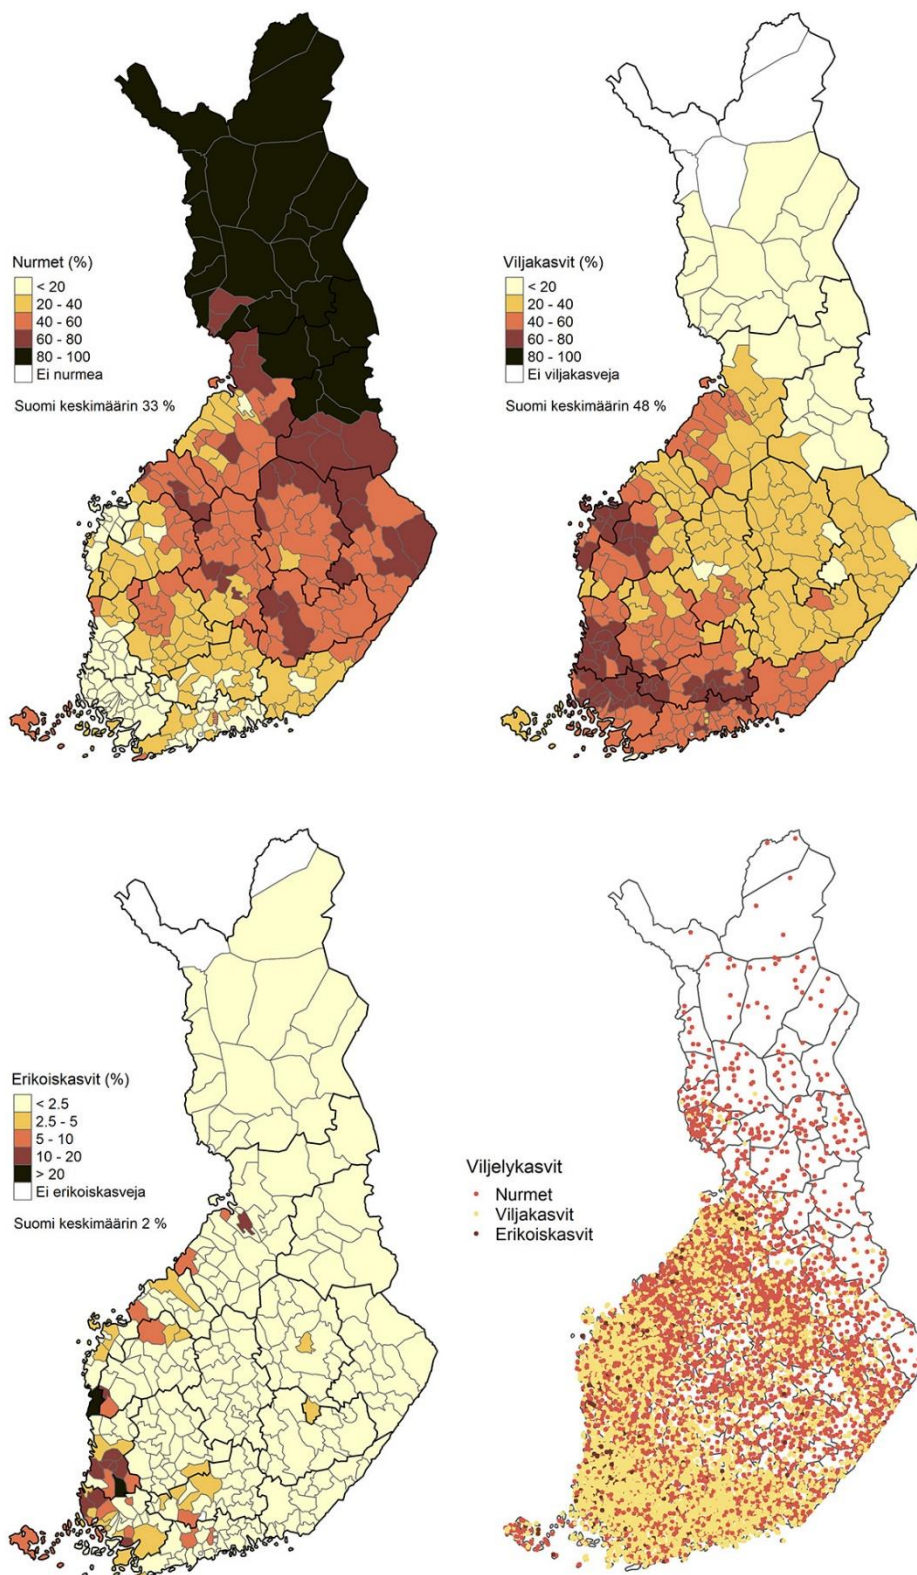 Nurmet (%)
< 20
20 - 40
40 - 60
60 - 80
80 - 100
Ei nurmea
Suomi keskimäärin 33 %
Viljakasvit (%)
< 20
20 - 40
40 - 60
60 - 80
80 - 100
Ei viljakasveja
Suomi keskimäärin 48 %
Erikoiskasvit (%)
< 2.5
2.5 - 5
5 - 10
10 - 20
> 20
Ei erikoiskasveja
Suomi keskimäärin 2 %
Viljelykasvit
Nurmet
Viljakasvit
Erikoiskasvit